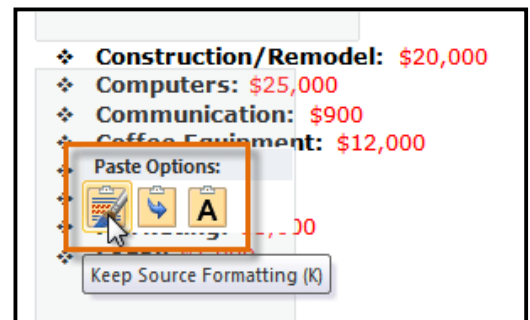 ❖ Construction/Remodel: $20,000
❖ Computers: $25,000
❖ Communication: $900
❖ Coffee Equipment: $12,000
Paste Options:
A
Keep Source Formatting (K)